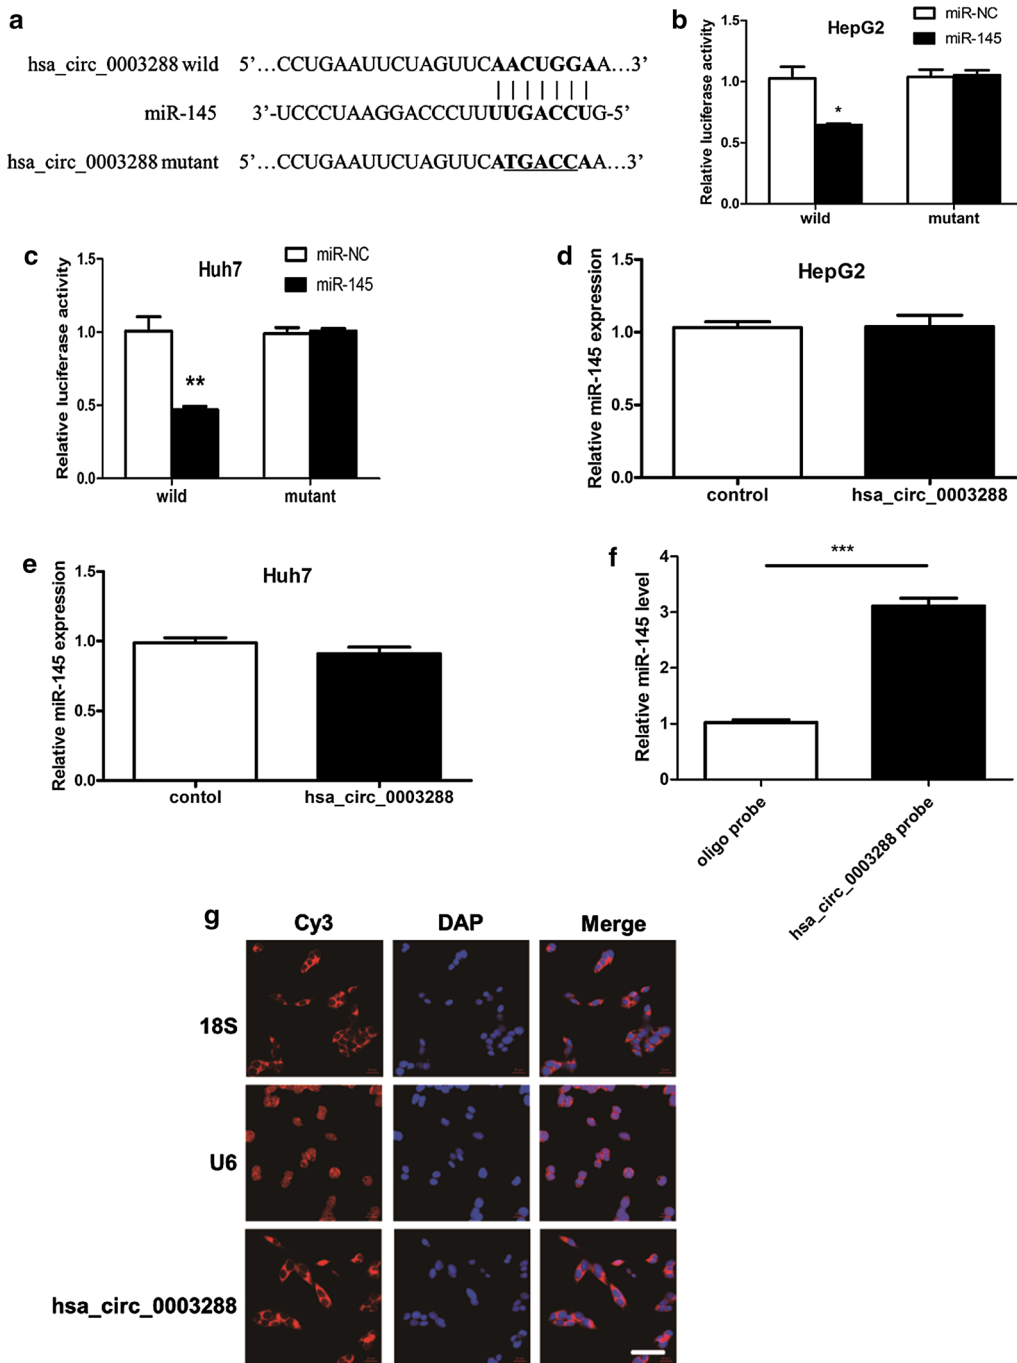 a
hsa_circ_0003288 wild 5’...CCUGAAUUCUAGUUCAACUGGAA...3’
miR-145 3’-UCCCUAAGGACCCUUUUGACCUG-5’
hsa_circ_0003288 mutant 5’...CCUGAAUUCUAGUUCATGACCAA...3’
b
HepG2
miR-NC
miR-145
Relative luciferase activity
1.5
1.0
0.5
0.0
*
wild
mutant
c
Huh7
miR-NC
miR-145
Relative luciferase activity
1.5
1.0
0.5
0.0
**
wild
mutant
d
HepG2
Relative miR-145 expression
1.5
1.0
0.5
0.0
control
hsa_circ_0003288
e
Huh7
Relative miR-145 expression
1.5
1.0
0.5
0.0
contol
hsa_circ_0003288
f
Relative miR-145 level
4
3
2
1
0
***
oligo probe
hsa_circ_0003288 probe
g
Cy3 DAP Merge
18S
U6
hsa_circ_0003288